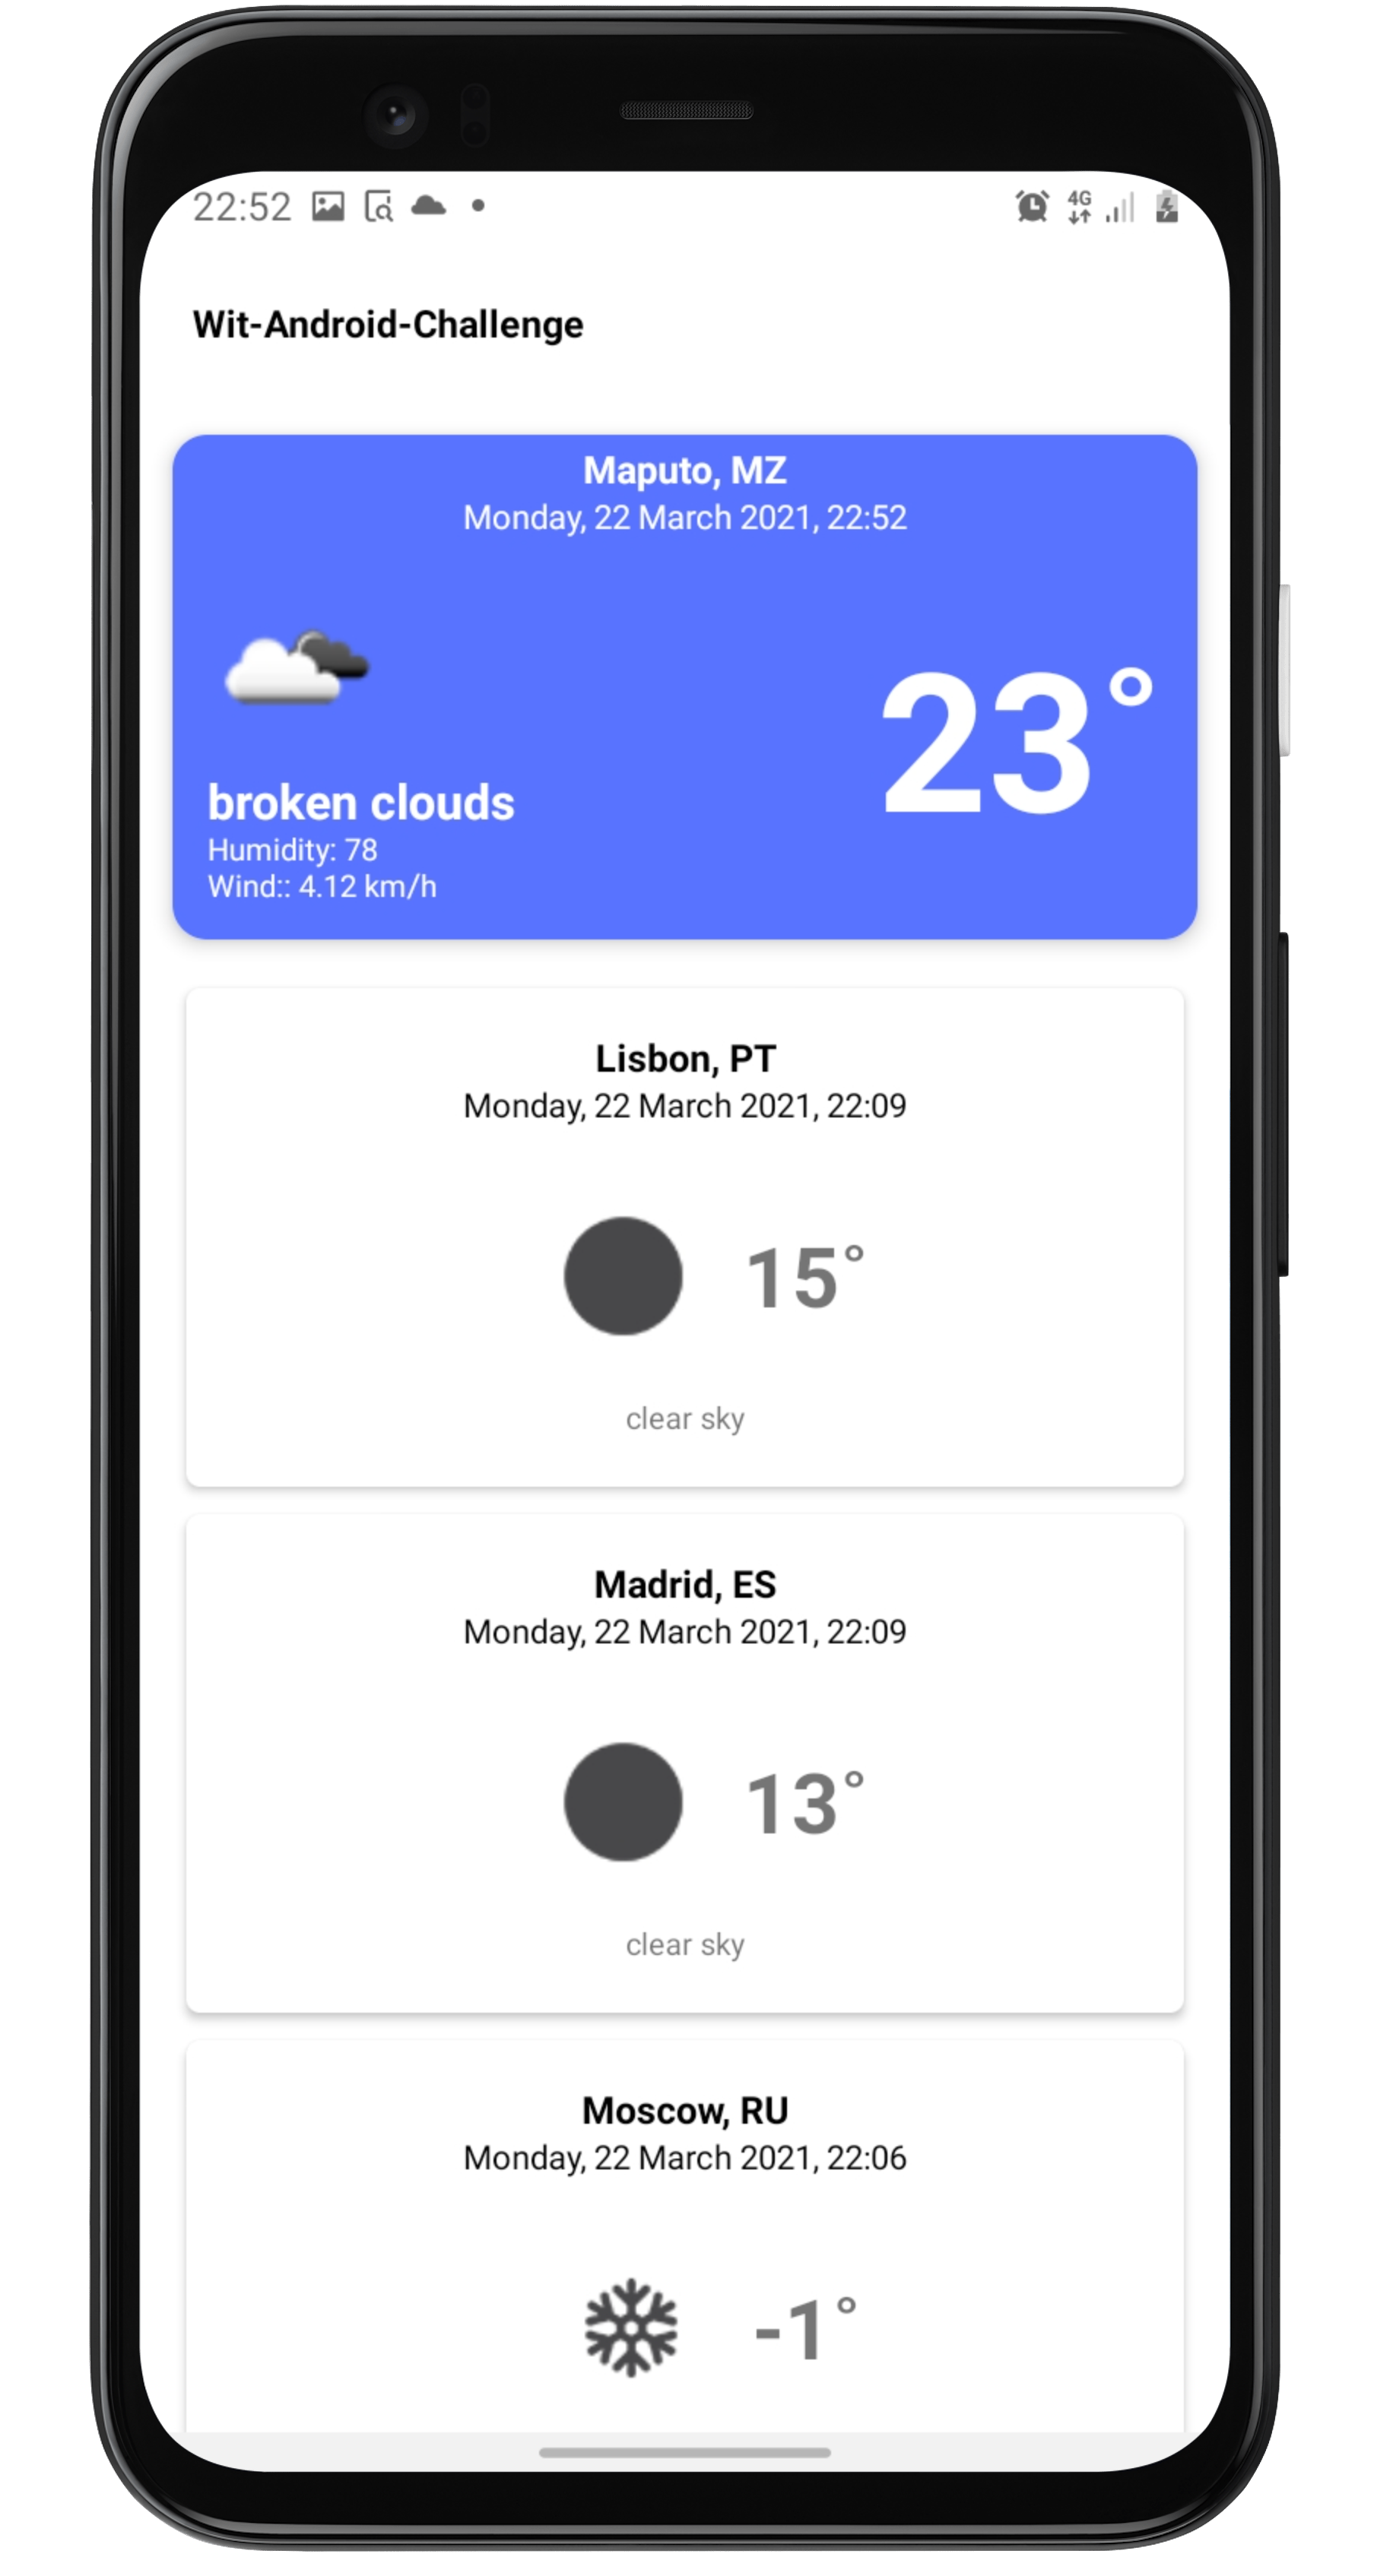 22:52
4G
Wit-Android-Challenge
Maputo, MZ
Monday, 22 March 2021, 22:52
23°
broken clouds
Humidity: 78
Wind:: 4.12 km/h
Lisbon, PT
Monday, 22 March 2021, 22:09
15°
clear sky
Madrid, ES
Monday, 22 March 2021, 22:09
13°
clear sky
Moscow, RU
Monday, 22 March 2021, 22:06
-1°